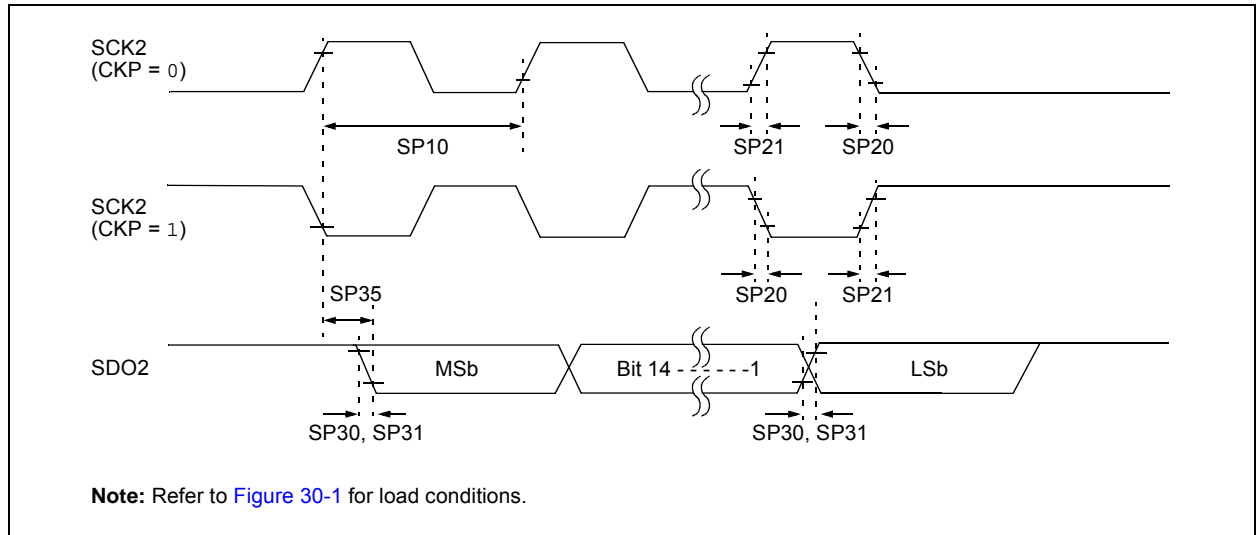 SCK2
(CKP = 0)
SP10
SP21
SP20
SCK2
(CKP = 1)
SP35
SP20
SP21
SDO2
MSb
Bit 14 - - - - - -1
LSb
SP30, SP31
SP30, SP31
Note: Refer to Figure 30-1 for load conditions.